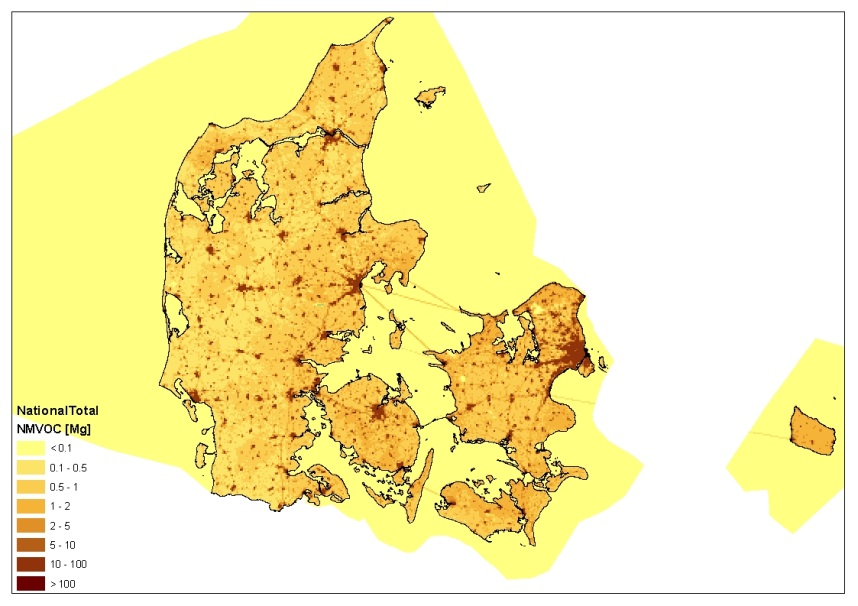 NationalTotal
NMVOC [Mg]
< 0.1
0.1 - 0.5
0.5 - 1
1 - 2
2 - 5
5 - 10
10 - 100
> 100